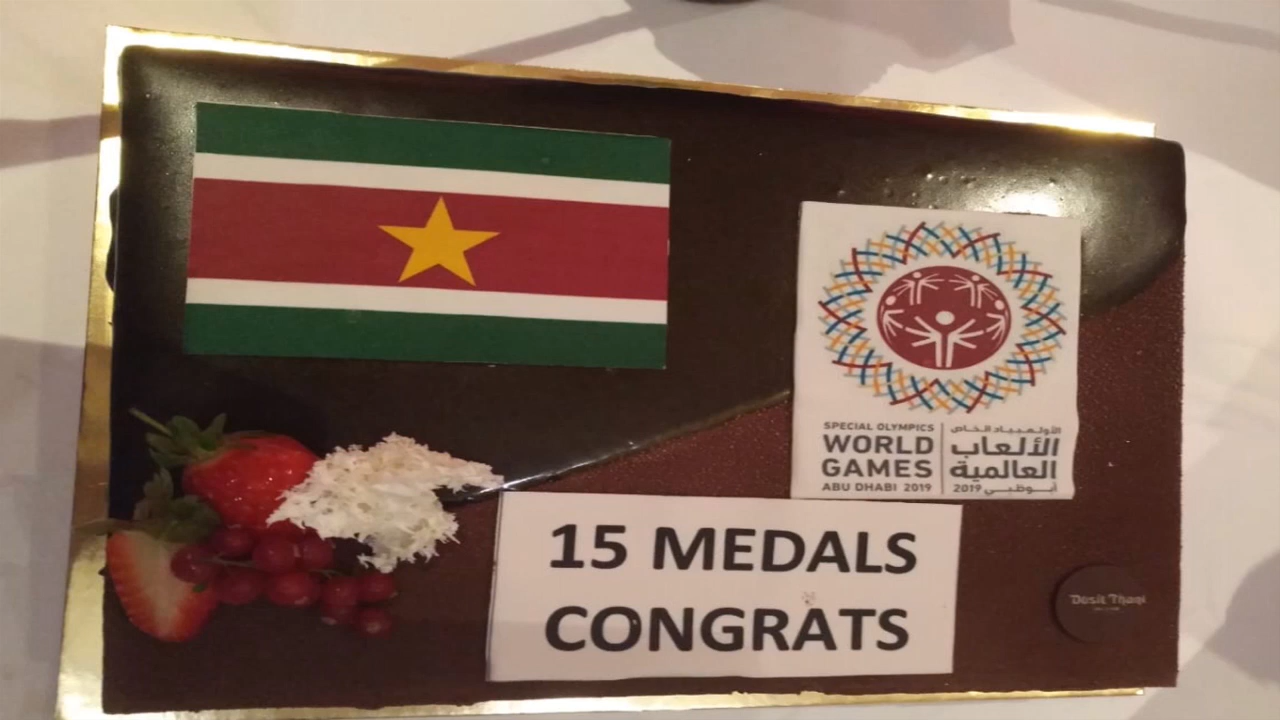 SPECIAL OLYMPICS
WORLD
GAMES
ABU DHABI 2019
الأولمبياد الخاص
الألعاب
العالمية
أبوظبي 2019
15 MEDALS
CONGRATS
Dusit Thani